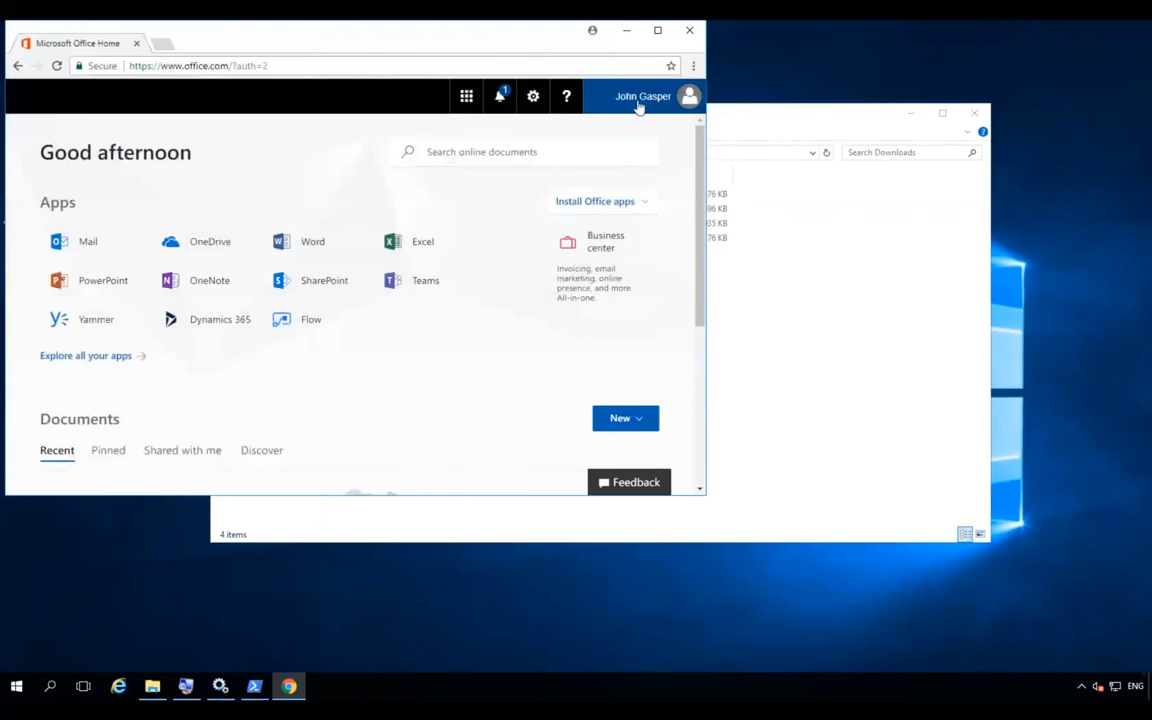 Microsoft Office Home
Secure
https://www.office.com/?auth=2
1
?
John Gasper
Good afternoon
Search online documents
Apps
Install Office apps
Mail
OneDrive
Word
Excel
Business
center
Invoicing, email
marketing, online
presence, and more.
All-in-one.
PowerPoint
OneNote
SharePoint
Teams
Yammer
Dynamics 365
Flow
Explore all your apps
Documents
New
Recent
Pinned
Shared with me
Discover
Feedback
Search Downloads
76 KB
96 KB
35 KB
76 KB
4 items
ENG